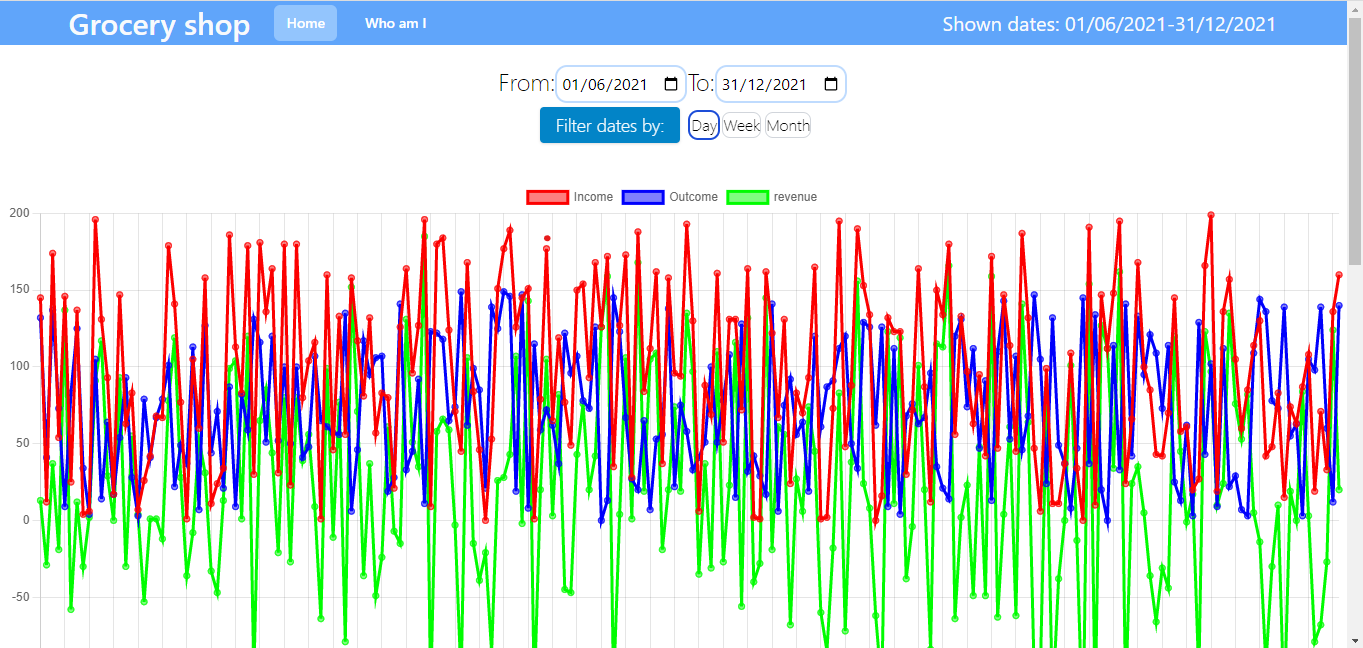 Grocery shop Home Who am I Shown dates: 01/06/2021-31/12/2021
From: 01/06/2021 To: 31/12/2021
Filter dates by: Day Week Month
Income Outcome revenue
200
150
100
50
0
-50